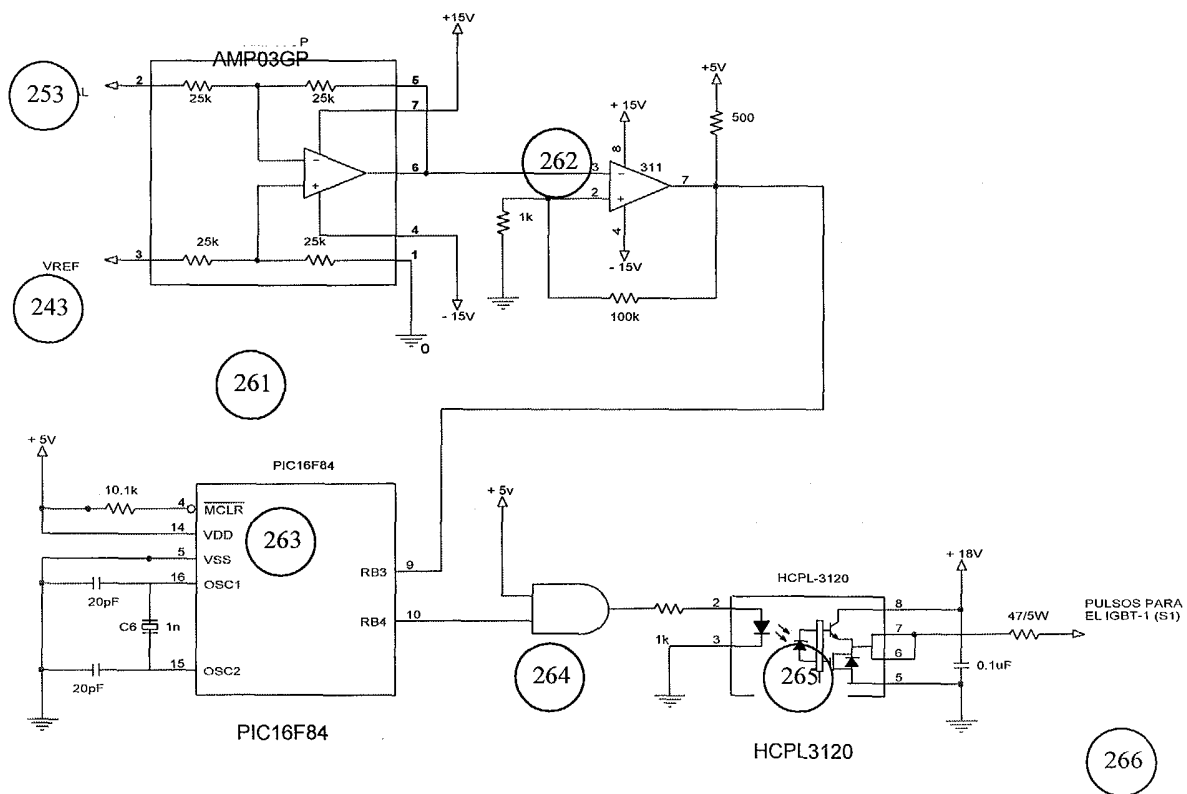 +15V
P
AMP03GP
253
L
2
25k
25k
5
7
+
−
6
4
VREF
3
25k
25k
1
243
- 15V
0
261
262
+ 15V
8
3
311
−
2
+
7
4
1k
- 15V
100k
+5V
500
+ 5V
PIC16F84
10.1k
4
MCLR
14
VDD
263
5
VSS
16
OSC1
20pF
C6
1n
15
OSC2
20pF
RB3
9
RB4
10
PIC16F84
+ 5v
264
1k
HCPL-3120
2
3
265
8
7
6
5
HCPL3120
+ 18V
47/5W
0.1uF
PULSOS PARA
EL IGBT-1 (S1)
266